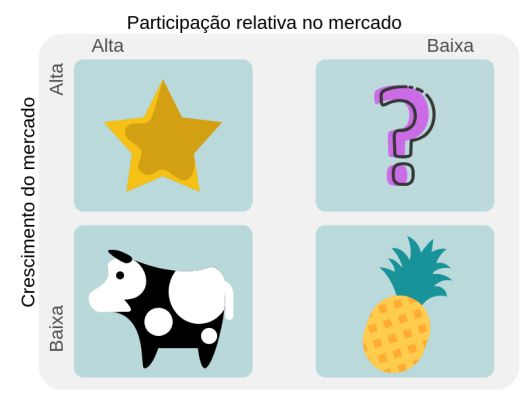 Participação relativa no mercado
Alta
Baixa
Crescimento do mercado
Alta
?
Baixa